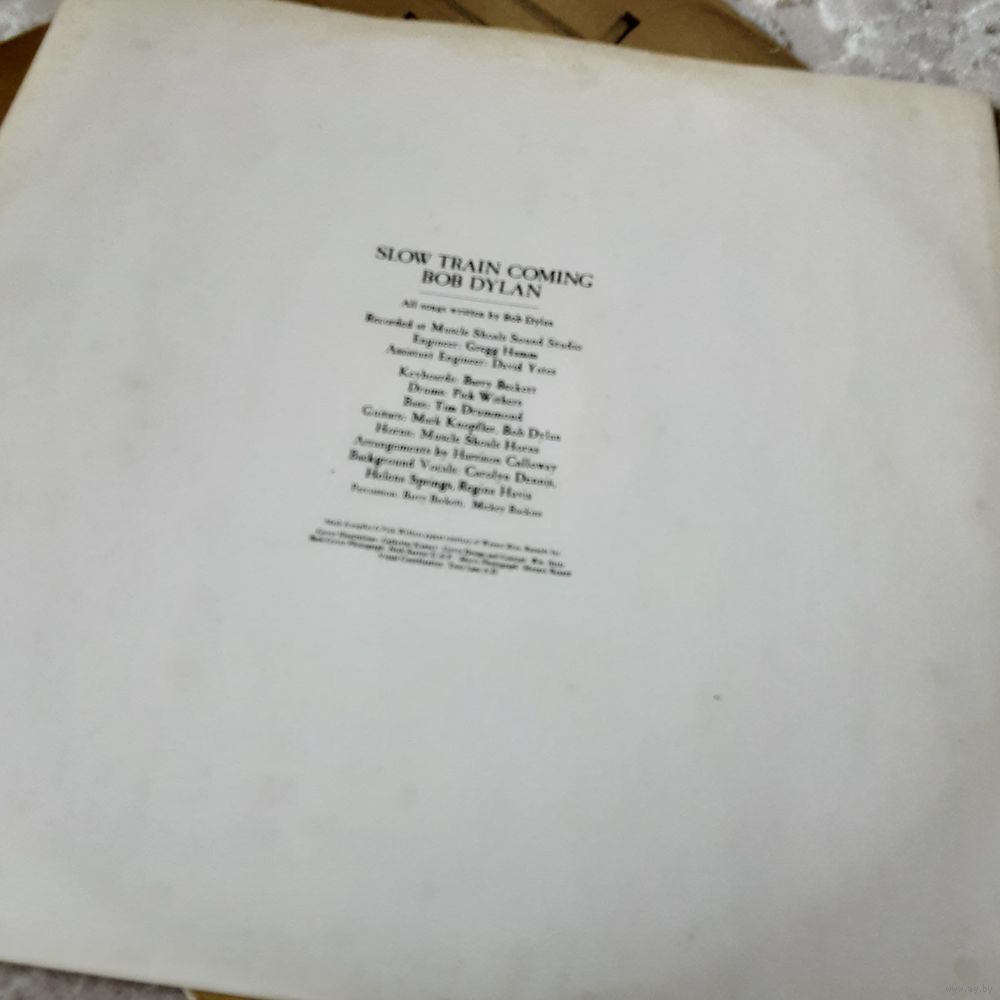 SLOW TRAIN COMING
BOB DYLAN
All songs written by Bob Dylan
Recorded at Muscle Shoals Sound Studio
Engineer: Gregg Hamm
Assistant Engineer: David Yates
Keyboards: Barry Beckett
Drums: Pick Withers
Bass: Tim Drummond
Guitars: Mark Knopfler, Bob Dylan
Horns: Muscle Shoals Horns
Arrangements by Harrison Calloway
Background Vocals: Carolyn Dennis,
Helena Springs, Regina Havis
Percussion: Barry Beckett, Mickey Buckins
www.ay.by